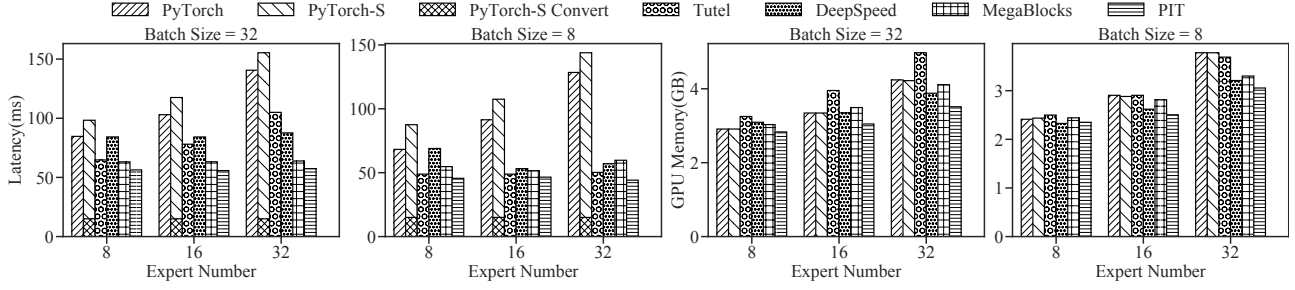 PyTorch PyTorch-S PyTorch-S Convert Tutel DeepSpeed MegaBlocks PIT
Batch Size = 32
Latency(ms)
150
100
50
0
8 16 32
Expert Number
Batch Size = 8
150
100
50
0
8 16 32
Expert Number
Batch Size = 32
GPU Memory(GB)
4
2
0
8 16 32
Expert Number
Batch Size = 8
3
2
1
0
8 16 32
Expert Number